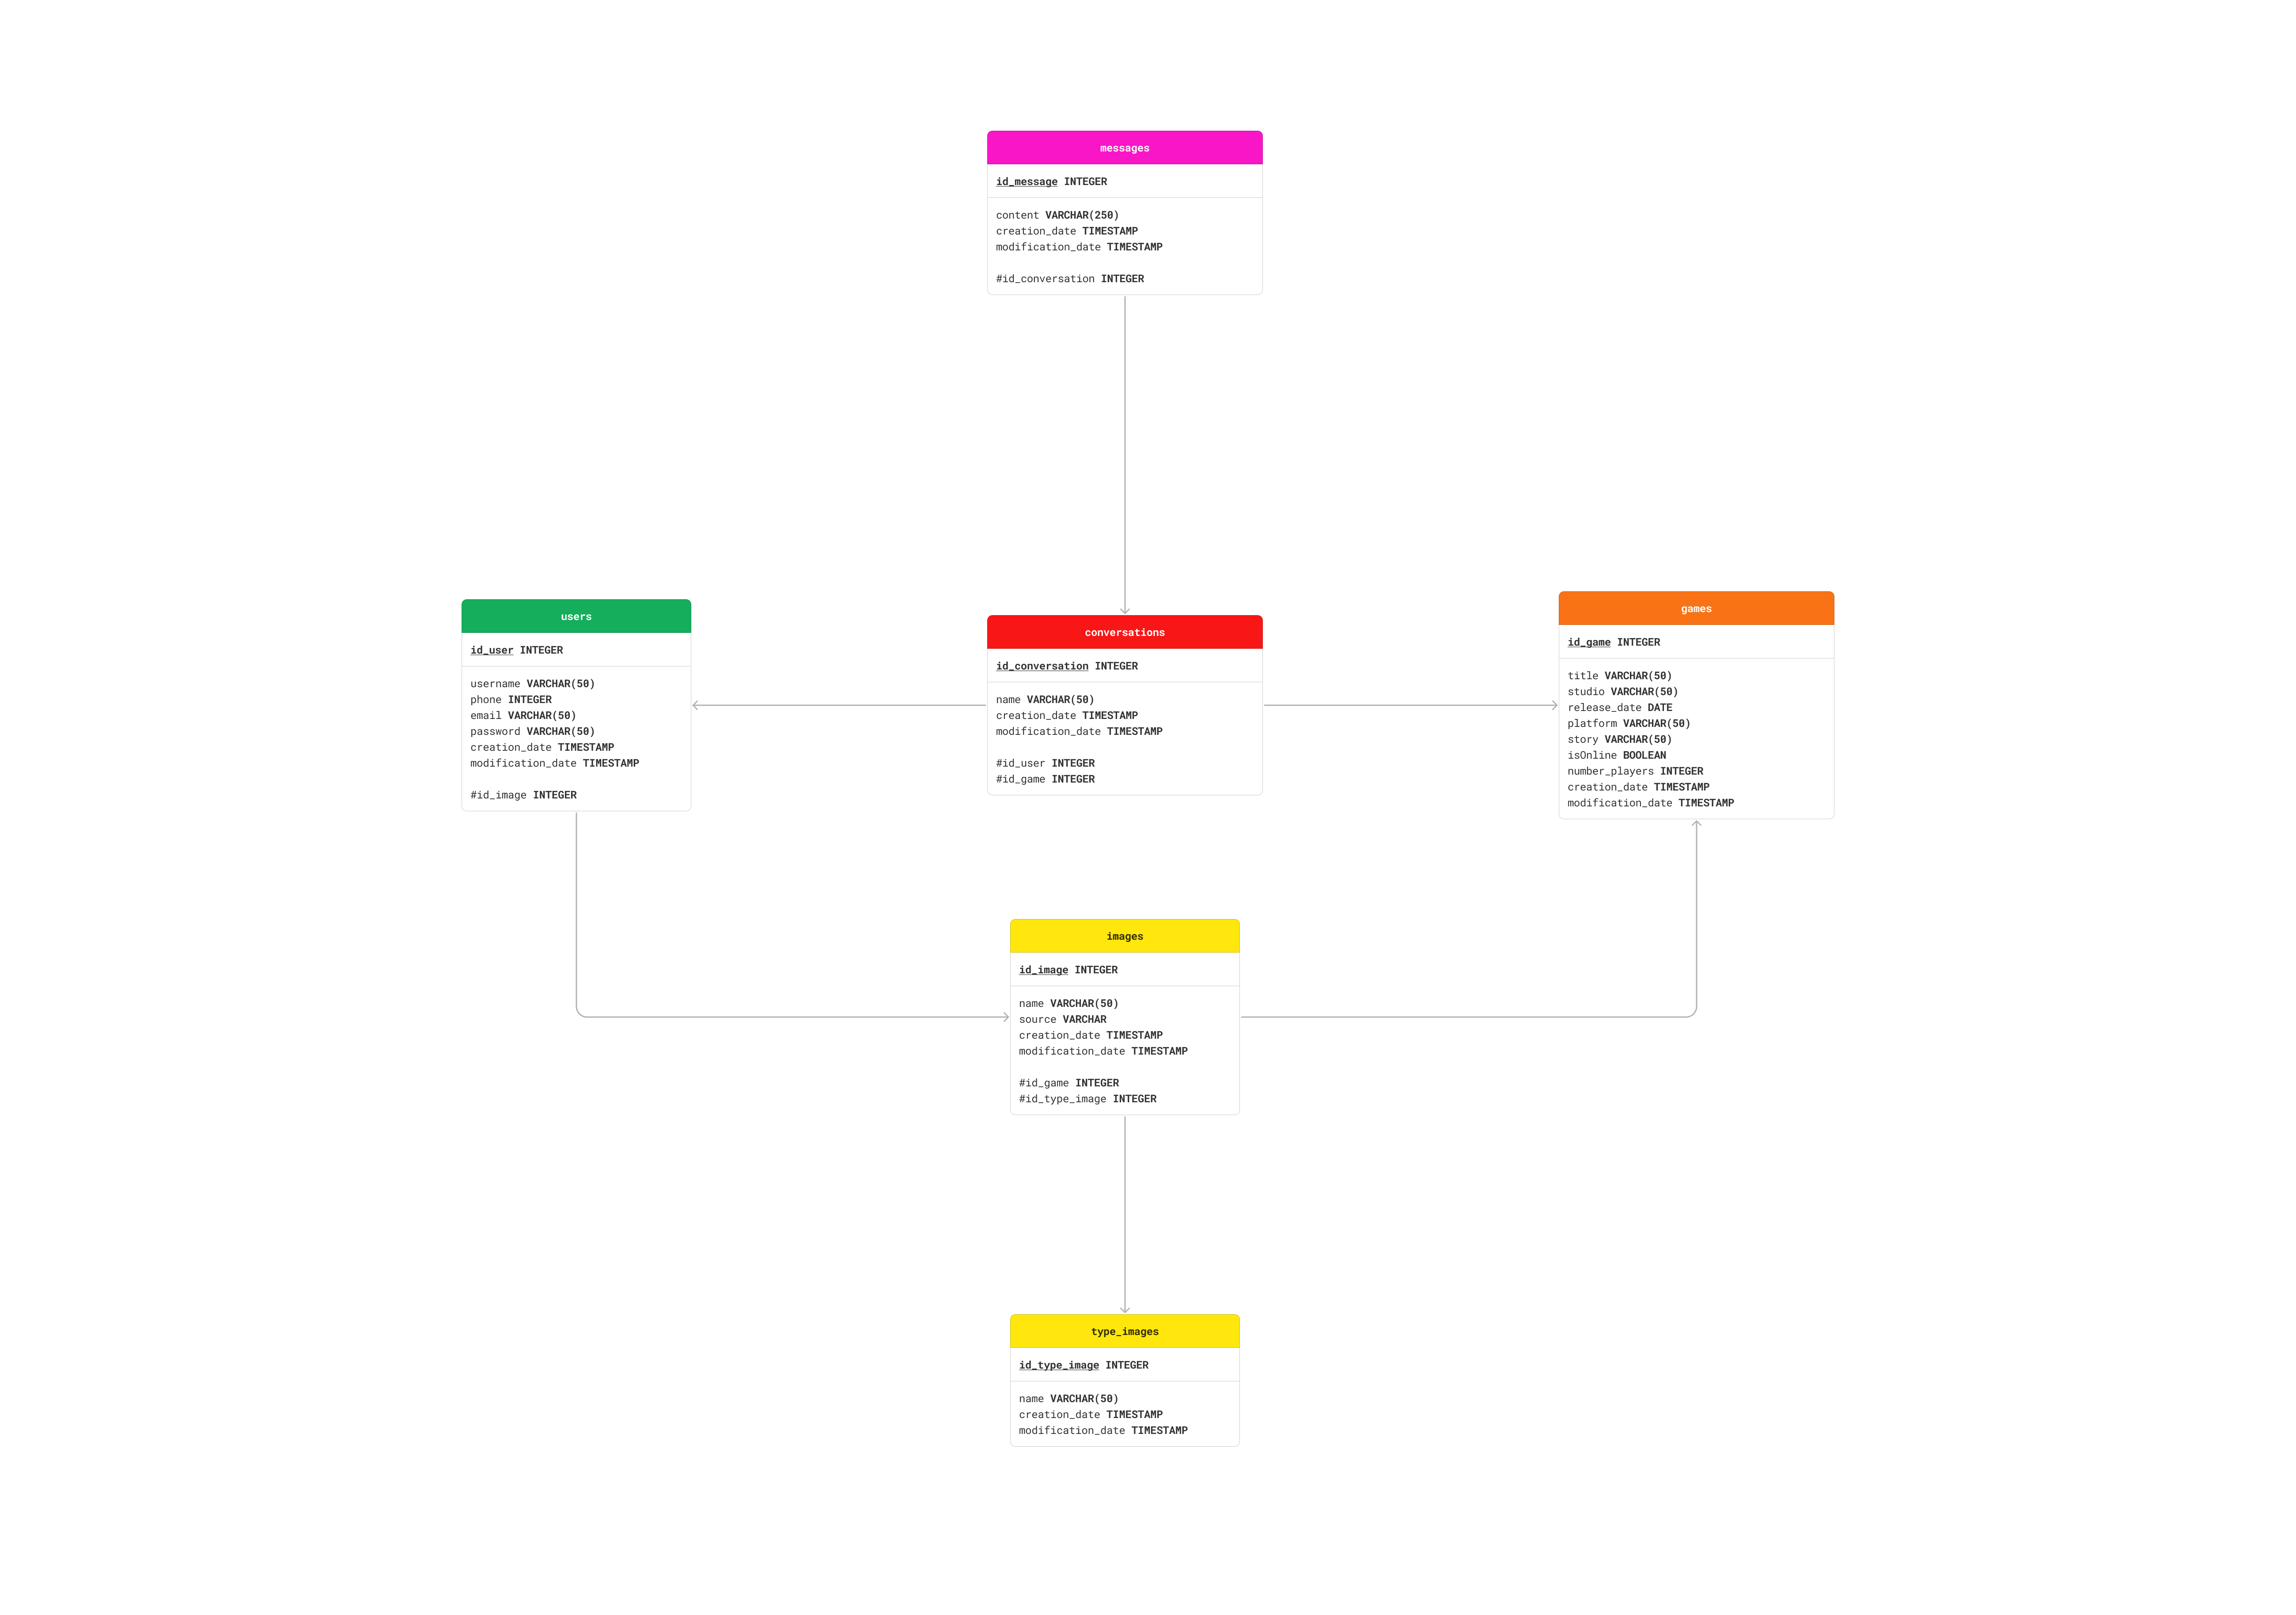 messages
id_message INTEGER
content VARCHAR(250)
creation_date TIMESTAMP
modification_date TIMESTAMP
#id_conversation INTEGER
users
id_user INTEGER
username VARCHAR(50)
phone INTEGER
email VARCHAR(50)
password VARCHAR(50)
creation_date TIMESTAMP
modification_date TIMESTAMP
#id_image INTEGER
conversations
id_conversation INTEGER
name VARCHAR(50)
creation_date TIMESTAMP
modification_date TIMESTAMP
#id_user INTEGER
#id_game INTEGER
games
id_game INTEGER
title VARCHAR(50)
studio VARCHAR(50)
release_date DATE
platform VARCHAR(50)
story VARCHAR(50)
isOnline BOOLEAN
number_players INTEGER
creation_date TIMESTAMP
modification_date TIMESTAMP
images
id_image INTEGER
name VARCHAR(50)
source VARCHAR
creation_date TIMESTAMP
modification_date TIMESTAMP
#id_game INTEGER
#id_type_image INTEGER
type_images
id_type_image INTEGER
name VARCHAR(50)
creation_date TIMESTAMP
modification_date TIMESTAMP